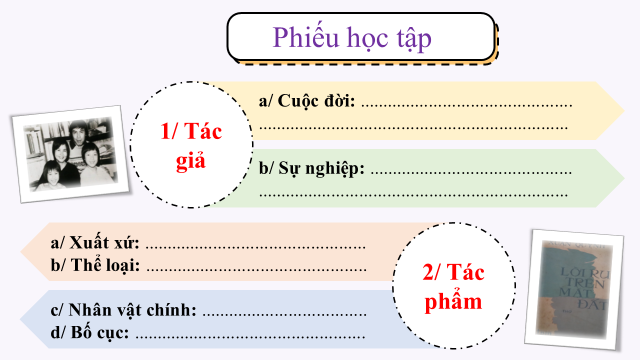 Phiếu học tập
1/ Tác
giả
a/ Cuộc đời: ...............................................
.....................................................................
b/ Sự nghiệp: .............................................
.....................................................................
a/ Xuất xứ: .................................................
b/ Thể loại: .................................................
2/ Tác
phẩm
c/ Nhân vật chính: .....................................
d/ Bố cục: ...................................................
LỜI RU
TRÊN
MẶT
ĐẤT